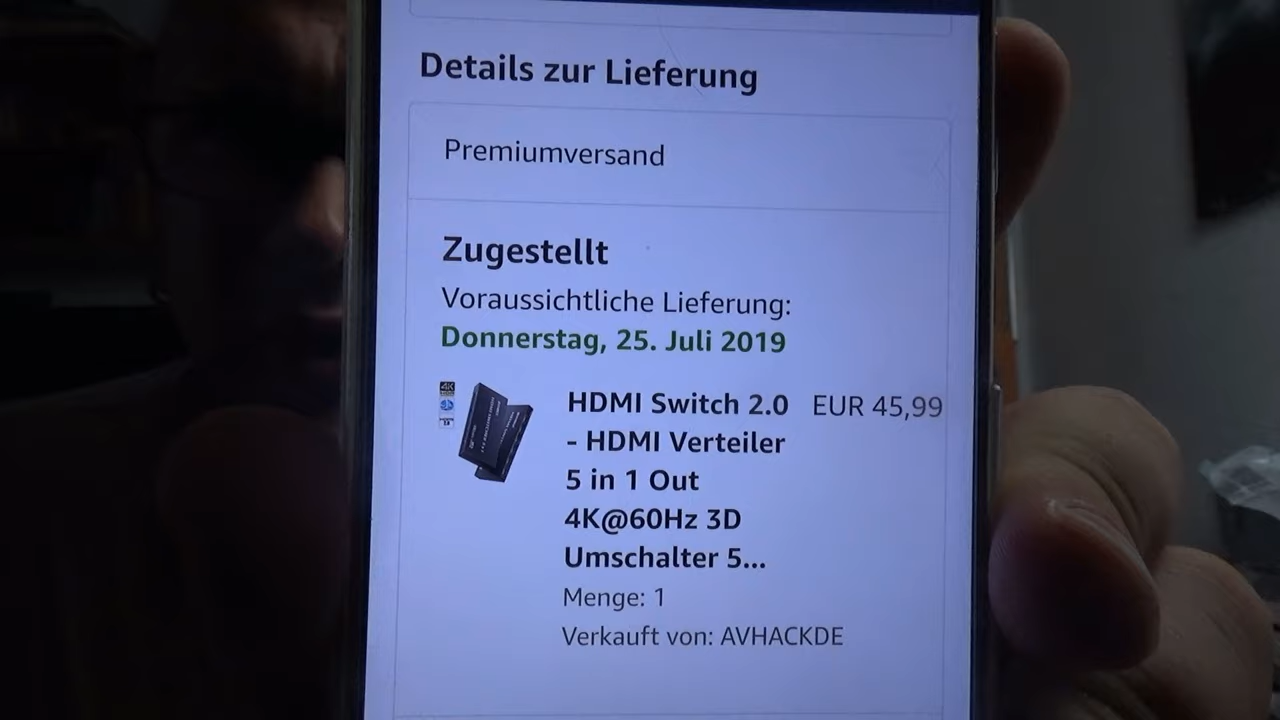 Details zur Lieferung
Premiumversand
Zugestellt
Voraussichtliche Lieferung:
Donnerstag, 25. Juli 2019
4K
HDMI Switch 2.0 EUR 45,99
- HDMI Verteiler
5 in 1 Out
4K@60Hz 3D
Umschalter 5...
Menge: 1
Verkauft von: AVHACKDE